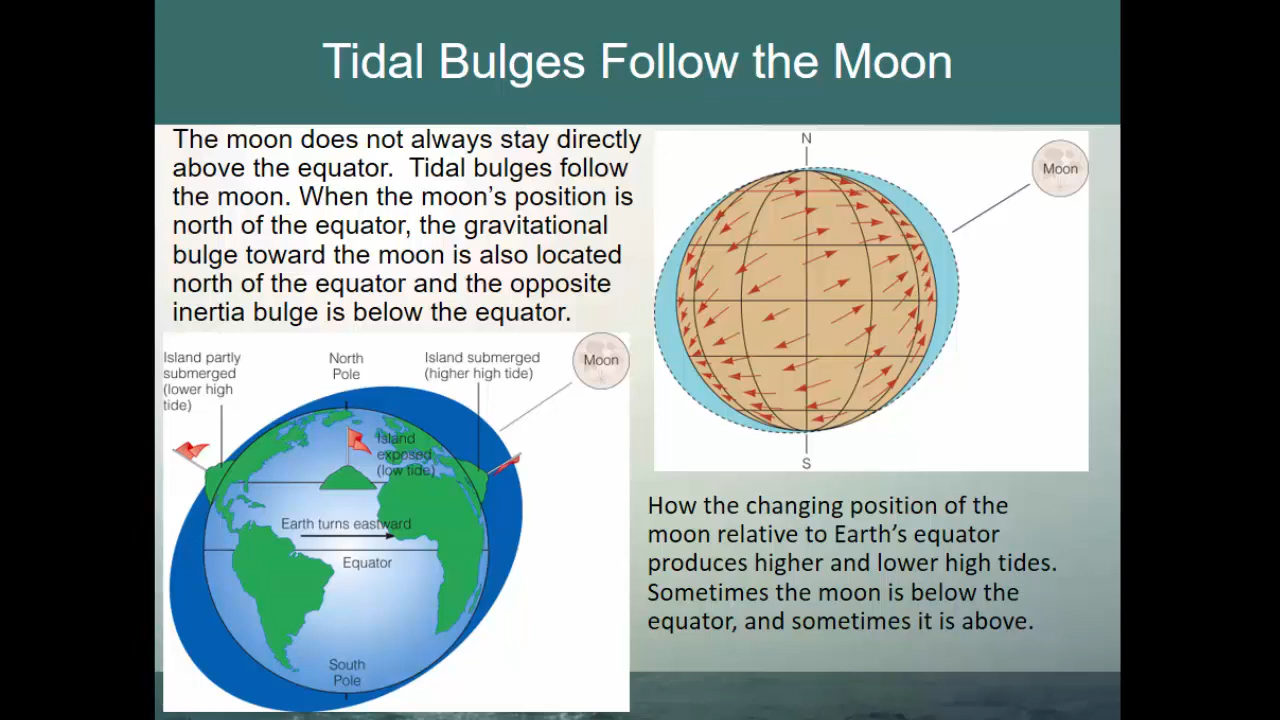 Tidal Bulges Follow the Moon
The moon does not always stay directly
above the equator.  Tidal bulges follow
the moon. When the moon’s position is
north of the equator, the gravitational
bulge toward the moon is also located
north of the equator and the opposite
inertia bulge is below the equator.
N
Moon
S
Island partly
submerged
(lower high
tide)
North
Pole
Island submerged
(higher high tide)
Moon
Island
exposed
(low tide)
Earth turns eastward
Equator
South
Pole
How the changing position of the
moon relative to Earth’s equator
produces higher and lower high tides.
Sometimes the moon is below the
equator, and sometimes it is above.